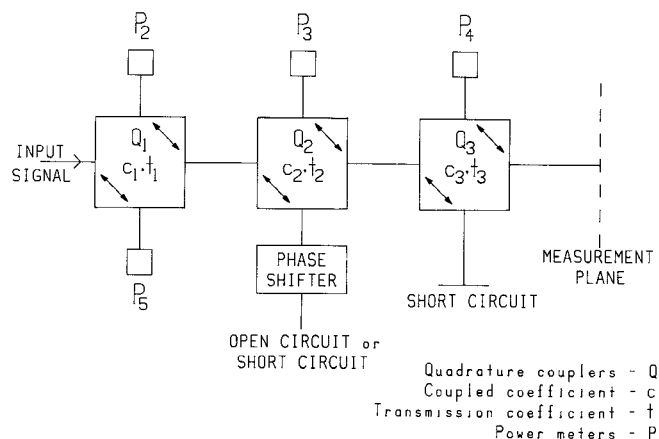 P2
P3
P4
INPUT
SIGNAL
Q1
c1·t1
Q2
c2·t2
Q3
c3·t3
P5
PHASE
SHIFTER
OPEN CIRCUIT or
SHORT CIRCUIT
SHORT CIRCUIT
MEASUREMENT
PLANE
Quadrature couplers - Q
Coupled coefficient - c
Transmission coefficient - t
Power meters - P